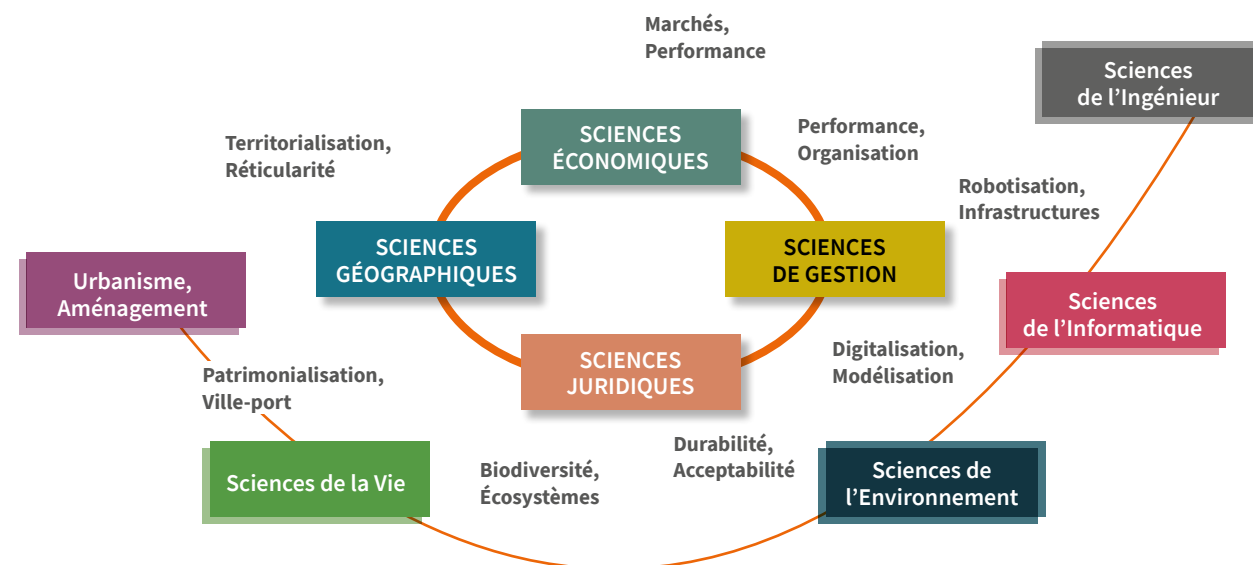 Marchés,
Performance
Sciences
de l’Ingénieur
SCIENCES
ÉCONOMIQUES
Performance,
Organisation
Territorialisation,
Réticularité
Robotisation,
Infrastructures
SCIENCES
GÉOGRAPHIQUES
SCIENCES
DE GESTION
Urbanisme,
Aménagement
Sciences
de l’Informatique
SCIENCES
JURIDIQUES
Digitalisation,
Modélisation
Patrimonialisation,
Ville-port
Durabilité,
Acceptabilité
Sciences de la Vie
Biodiversité,
Écosystèmes
Sciences de
l’Environnement